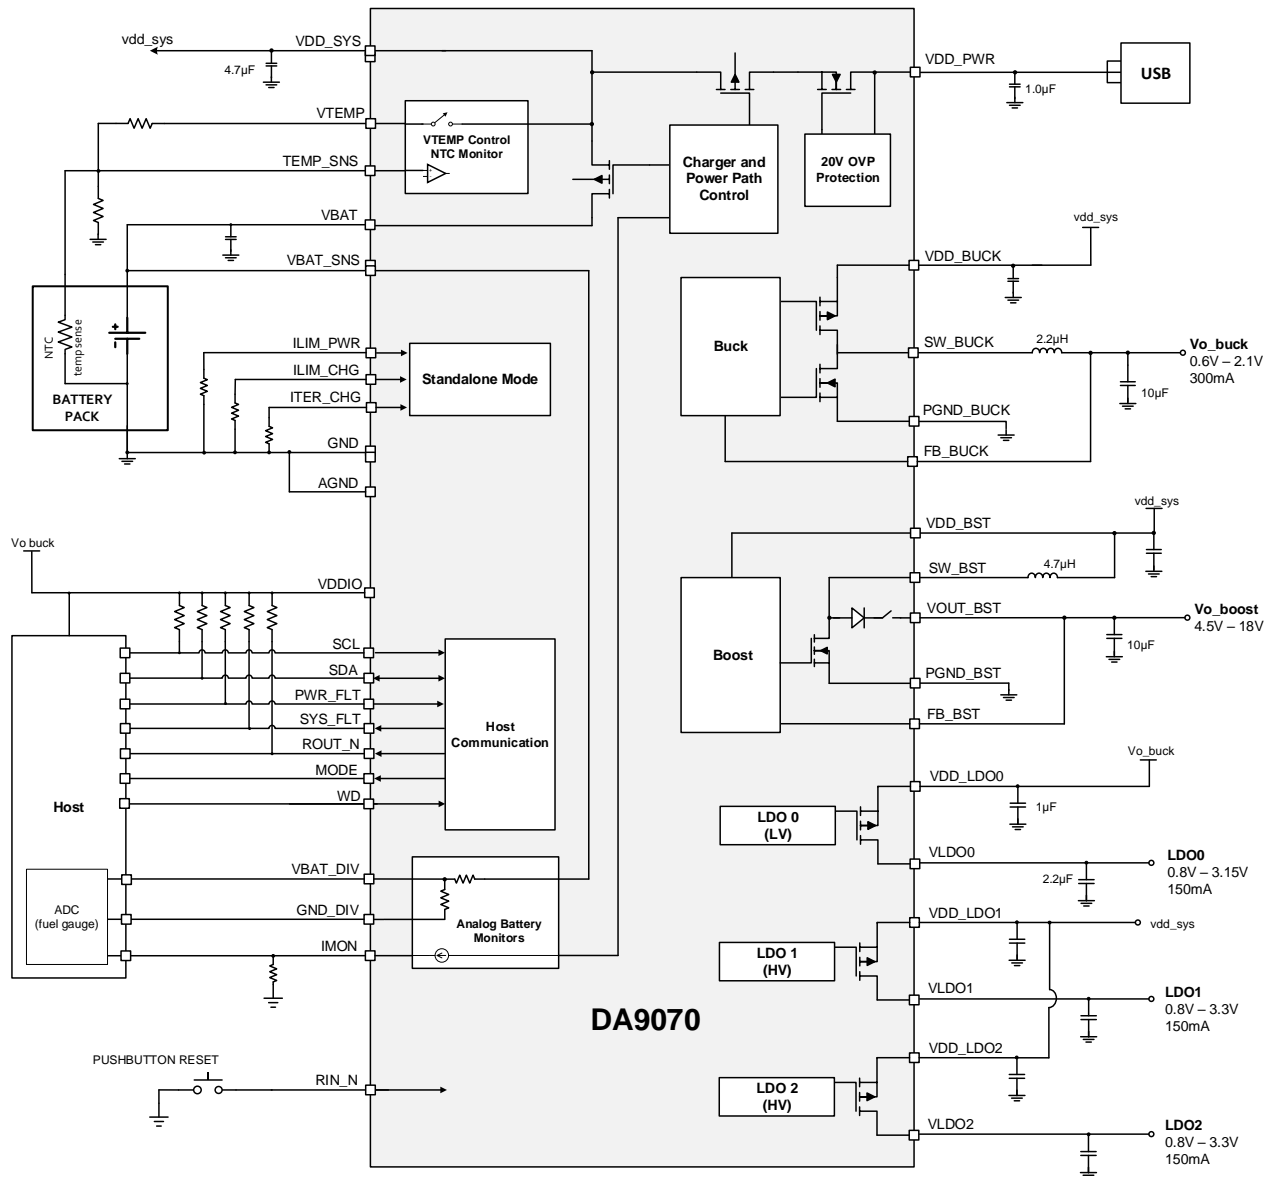 vdd_sys
VDD_SYS
4.7µF
VTEMP
VTEMP Control
NTC Monitor
TEMP_SNS
VBAT
VBAT_SNS
NTC
temp sense
+
-
BATTERY
PACK
ILIM_PWR
ILIM_CHG
ITER_CHG
Standalone Mode
GND
AGND
Charger and
Power Path
Control
20V OVP
Protection
VDD_PWR
1.0µF
USB
vdd_sys
VDD_BUCK
Buck
SW_BUCK
2.2µH
Vo_buck
0.6V – 2.1V
300mA
10µF
PGND_BUCK
FB_BUCK
vdd_sys
VDD_BST
SW_BST
4.7µH
VOUT_BST
Vo_boost
4.5V – 18V
10µF
Boost
PGND_BST
FB_BST
Vo buck
VDDIO
SCL
SDA
PWR_FLT
SYS_FLT
ROUT_N
MODE
WD
Host
Host
Communication
VBAT_DIV
GND_DIV
IMON
ADC
(fuel gauge)
Analog Battery
Monitors
Vo_buck
VDD_LDO0
1µF
LDO 0
(LV)
VLDO0
2.2µF
LDO0
0.8V – 3.15V
150mA
VDD_LDO1
vdd_sys
LDO 1
(HV)
VLDO1
LDO1
0.8V – 3.3V
150mA
DA9070
VDD_LDO2
LDO 2
(HV)
VLDO2
LDO2
0.8V – 3.3V
150mA
PUSHBUTTON RESET
RIN_N